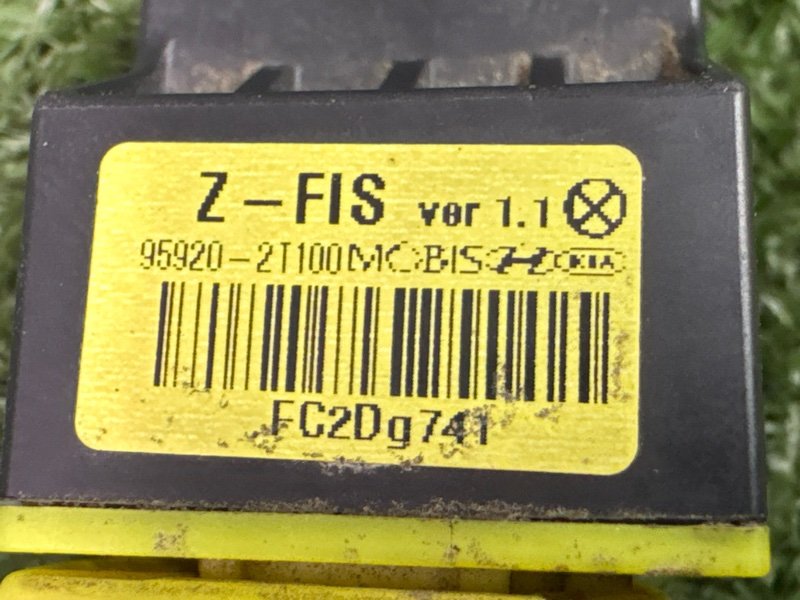 Z-FIS ver 1.1
95920-2T100 MOBIS KIA
FC2Dg741